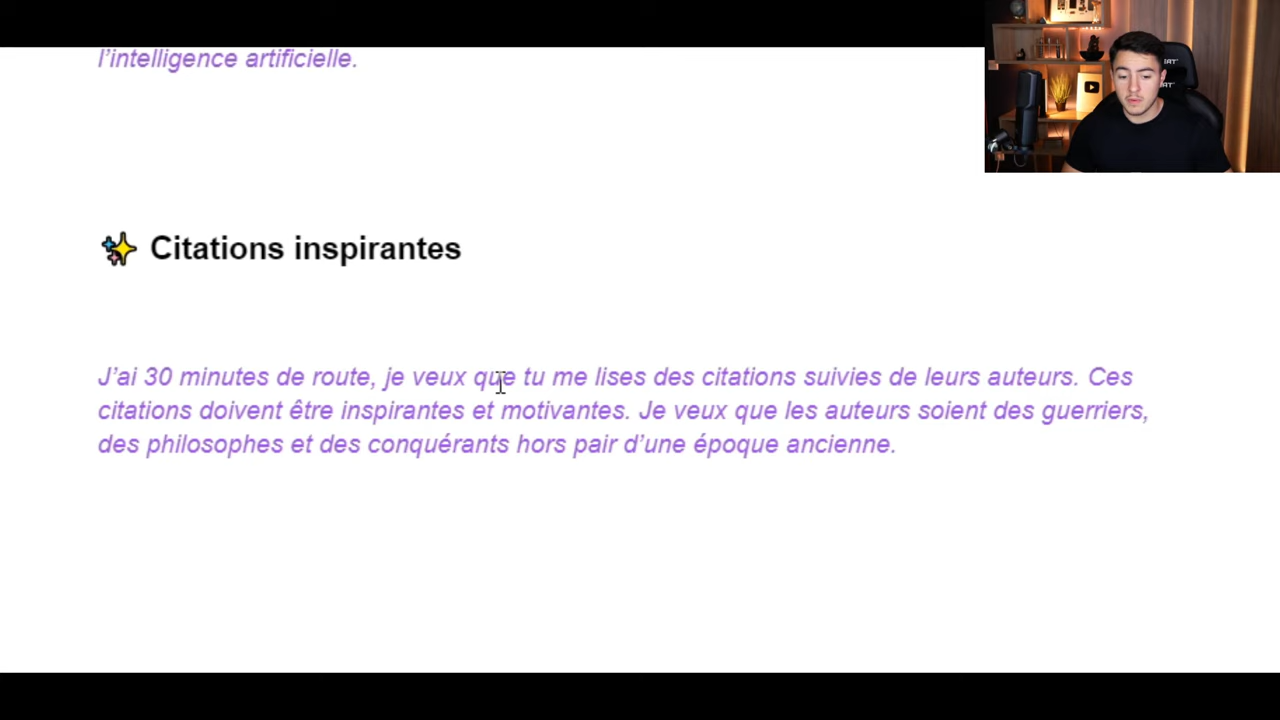 l'intelligence artificielle.
Citations inspirantes
J'ai 30 minutes de route, je veux que tu me lises des citations suivies de leurs auteurs. Ces
citations doivent être inspirantes et motivantes. Je veux que les auteurs soient des guerriers,
des philosophes et des conquérants hors pair d'une époque ancienne.